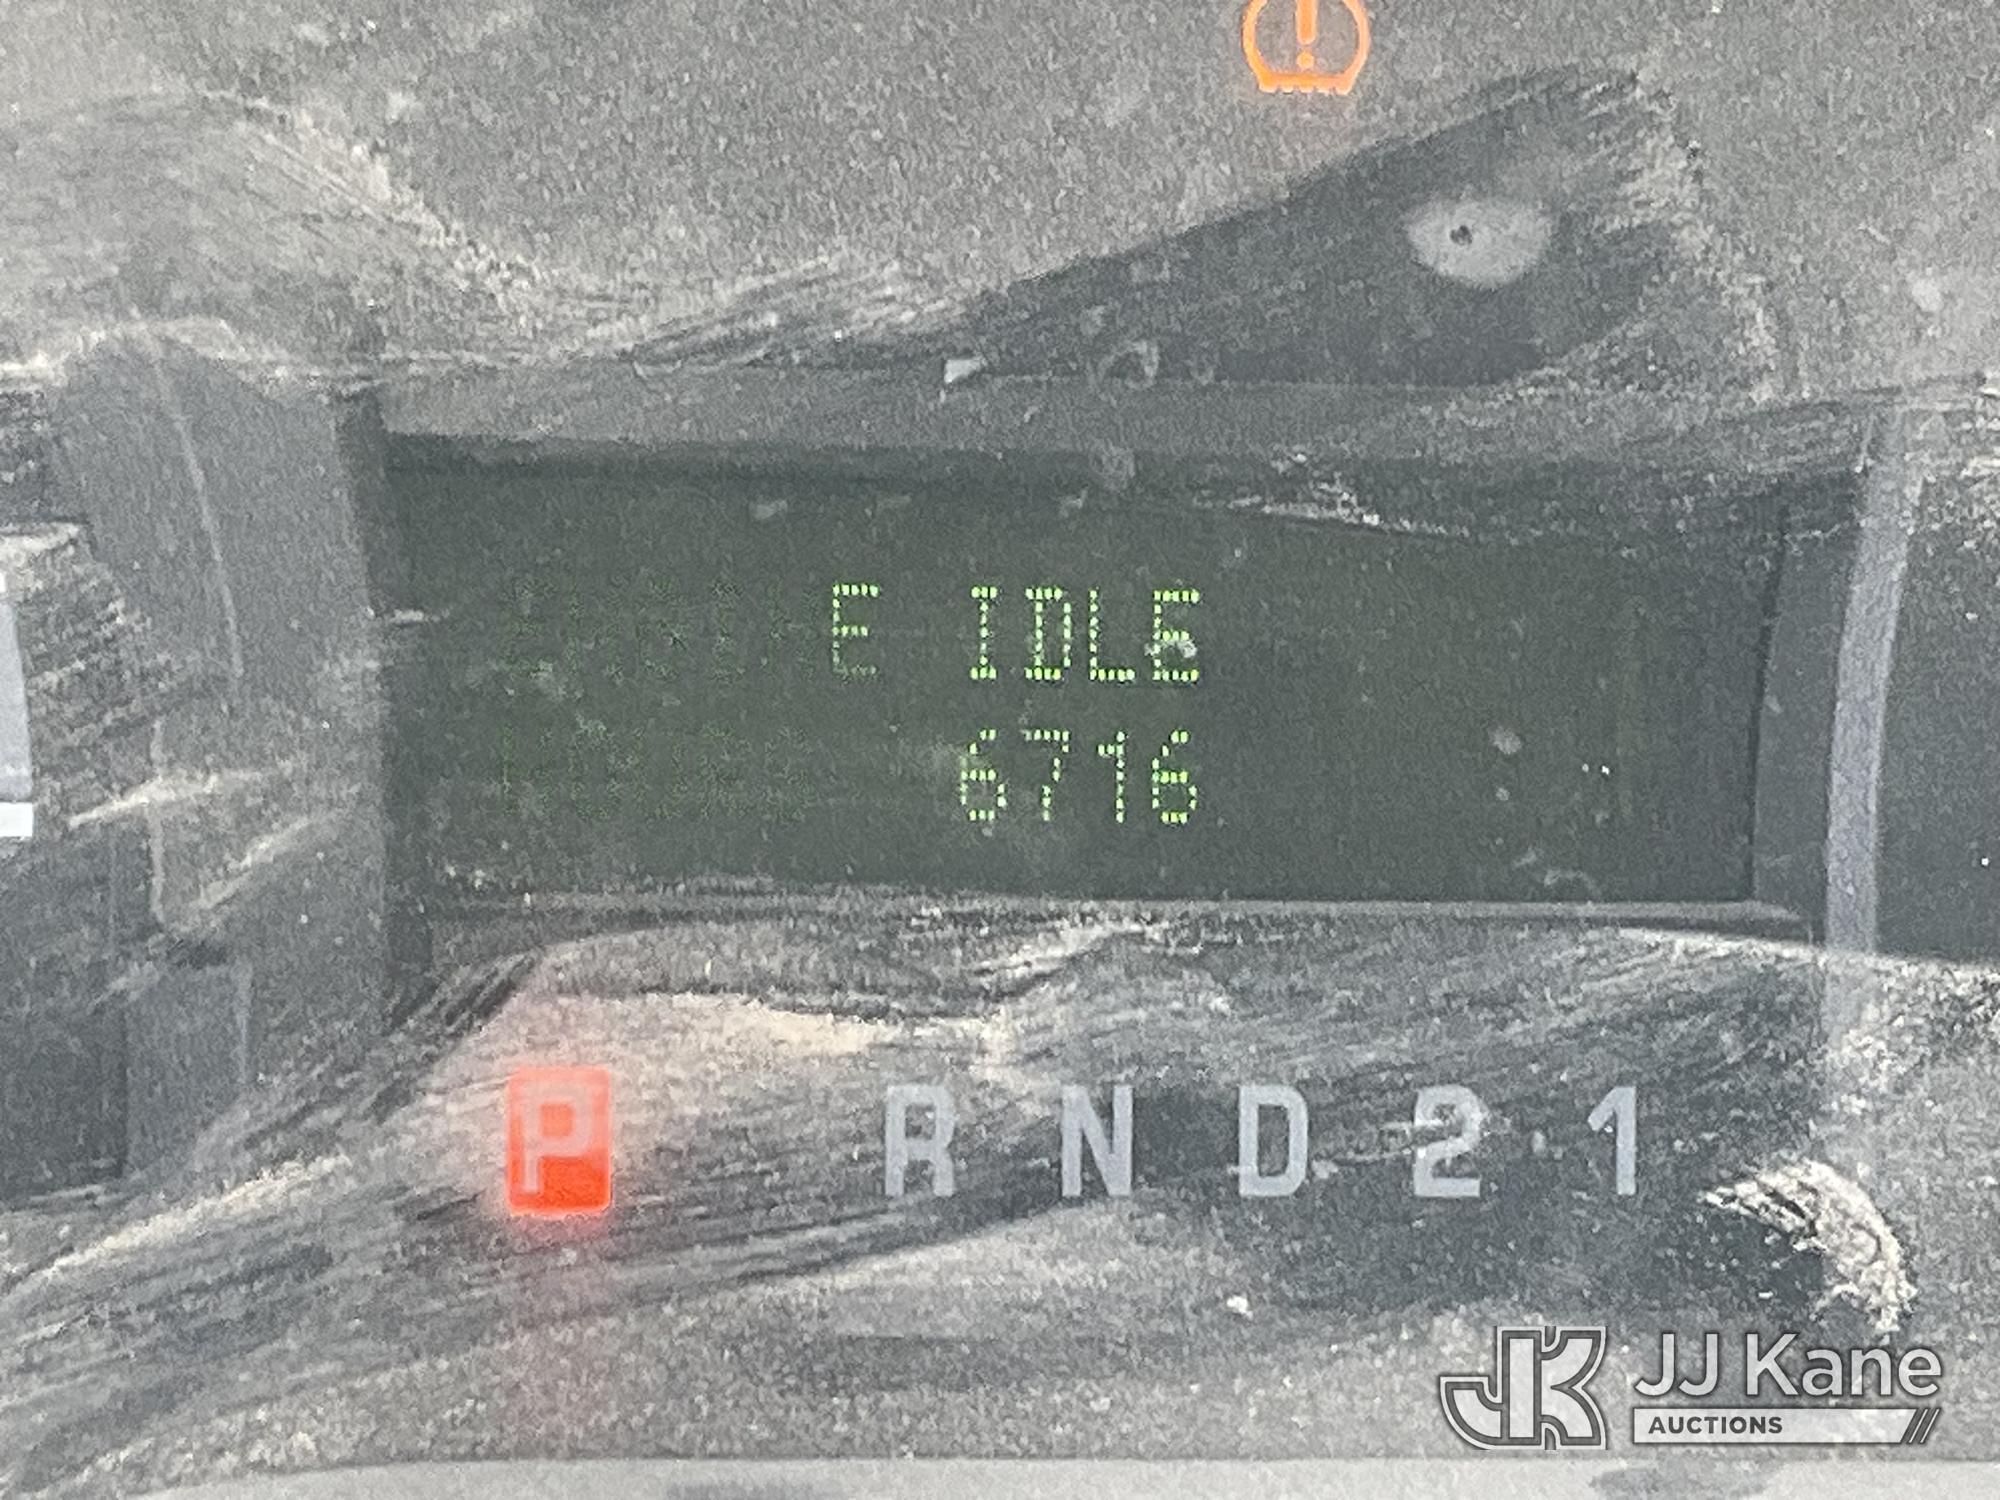 E IDLE
6716
P R N D 2 1
JJ Kane
AUCTIONS